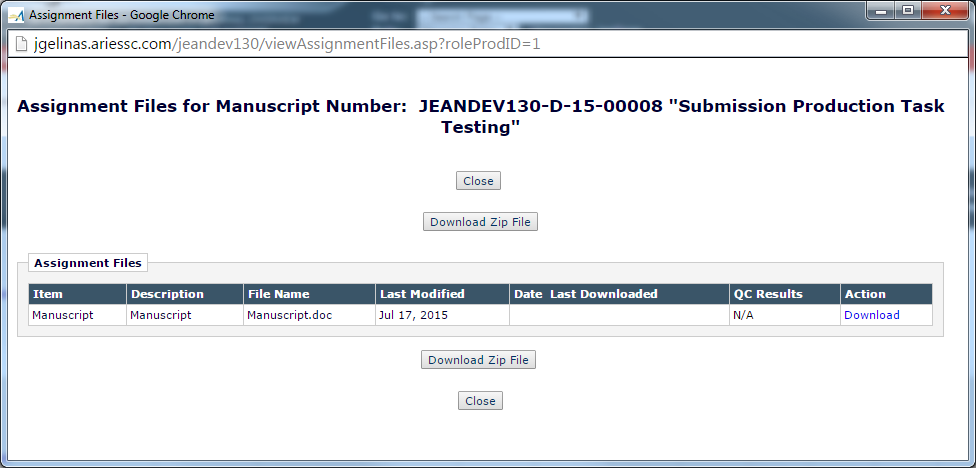 Assignment Files - Google Chrome
jgelinas.ariessc.com/jeandev130/viewAssignmentFiles.asp?roleProdID=1
Assignment Files for Manuscript Number: JEANDEV130-D-15-00008 "Submission Production Task
Testing"
Close
Download Zip File
Assignment Files
Item Description File Name Last Modified Date Last Downloaded QC Results Action
Manuscript Manuscript Manuscript.doc Jul 17, 2015 N/A Download
Download Zip File
Close